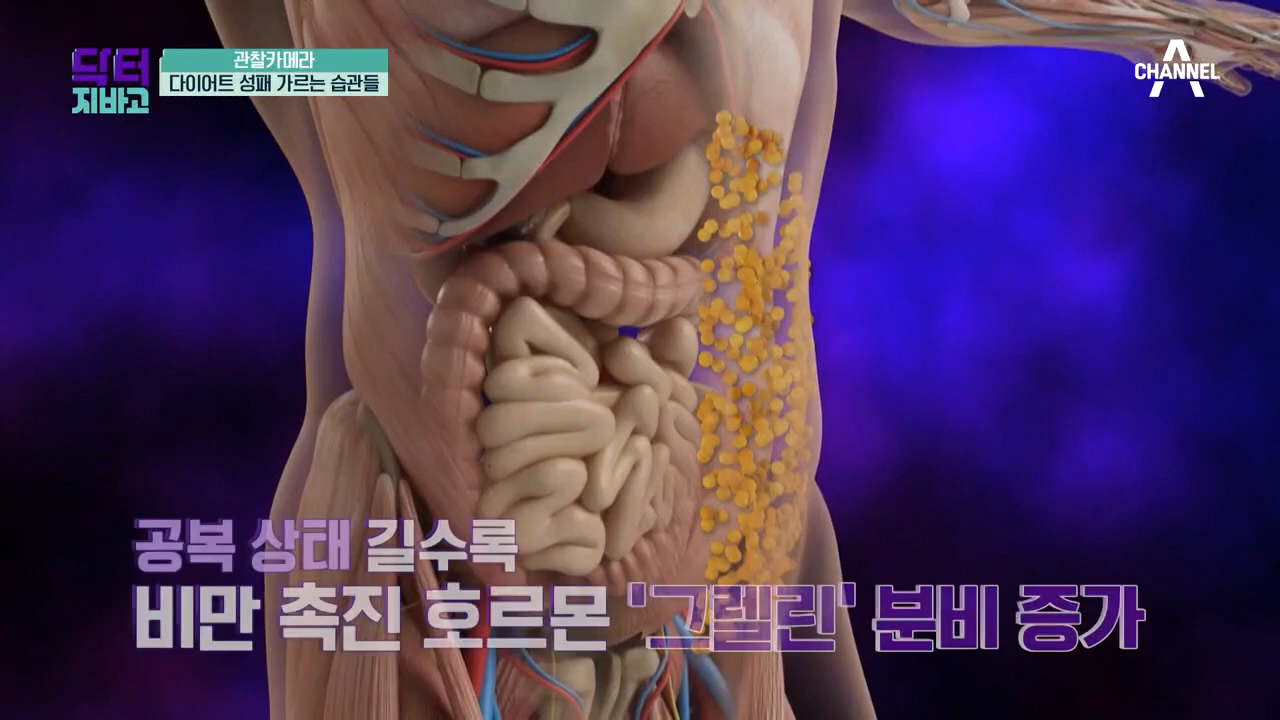 닥터
지바고
관찰카메라
다이어트 성패 가르는 습관들
CHANNEL A
공복 상태 길수록
비만 촉진 호르몬 '그렐린' 분비 증가